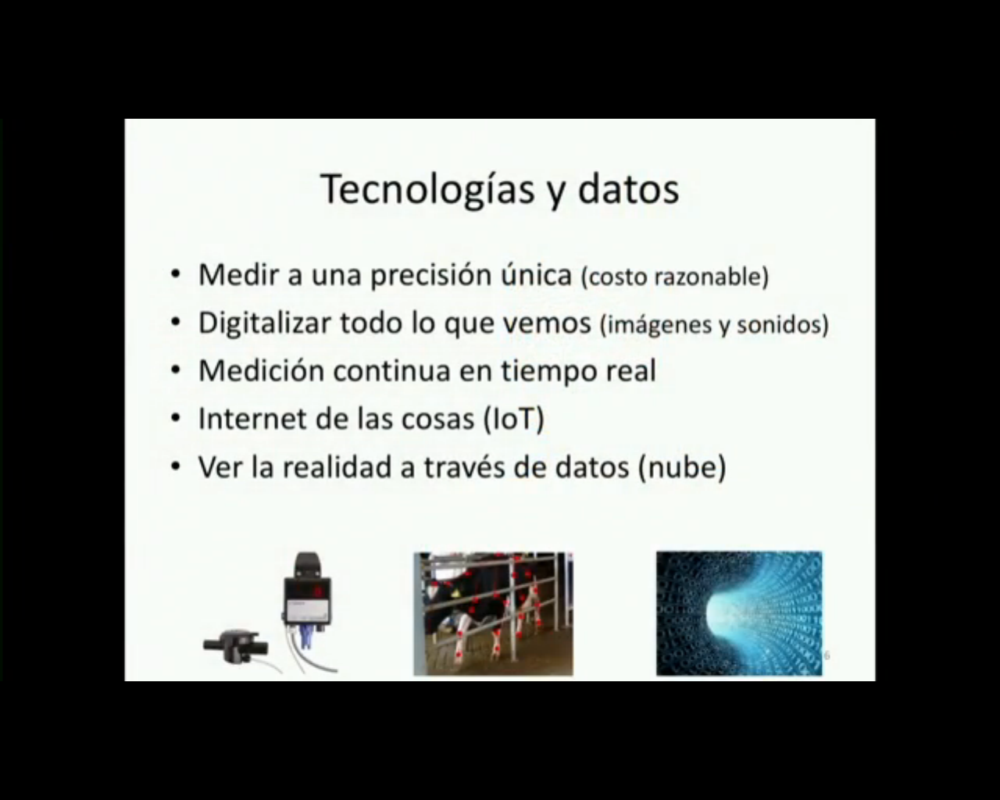 Tecnologías y datos
• Medir a una precisión única (costo razonable)
• Digitalizar todo lo que vemos (imágenes y sonidos)
• Medición continua en tiempo real
• Internet de las cosas (IoT)
• Ver la realidad a través de datos (nube)
6